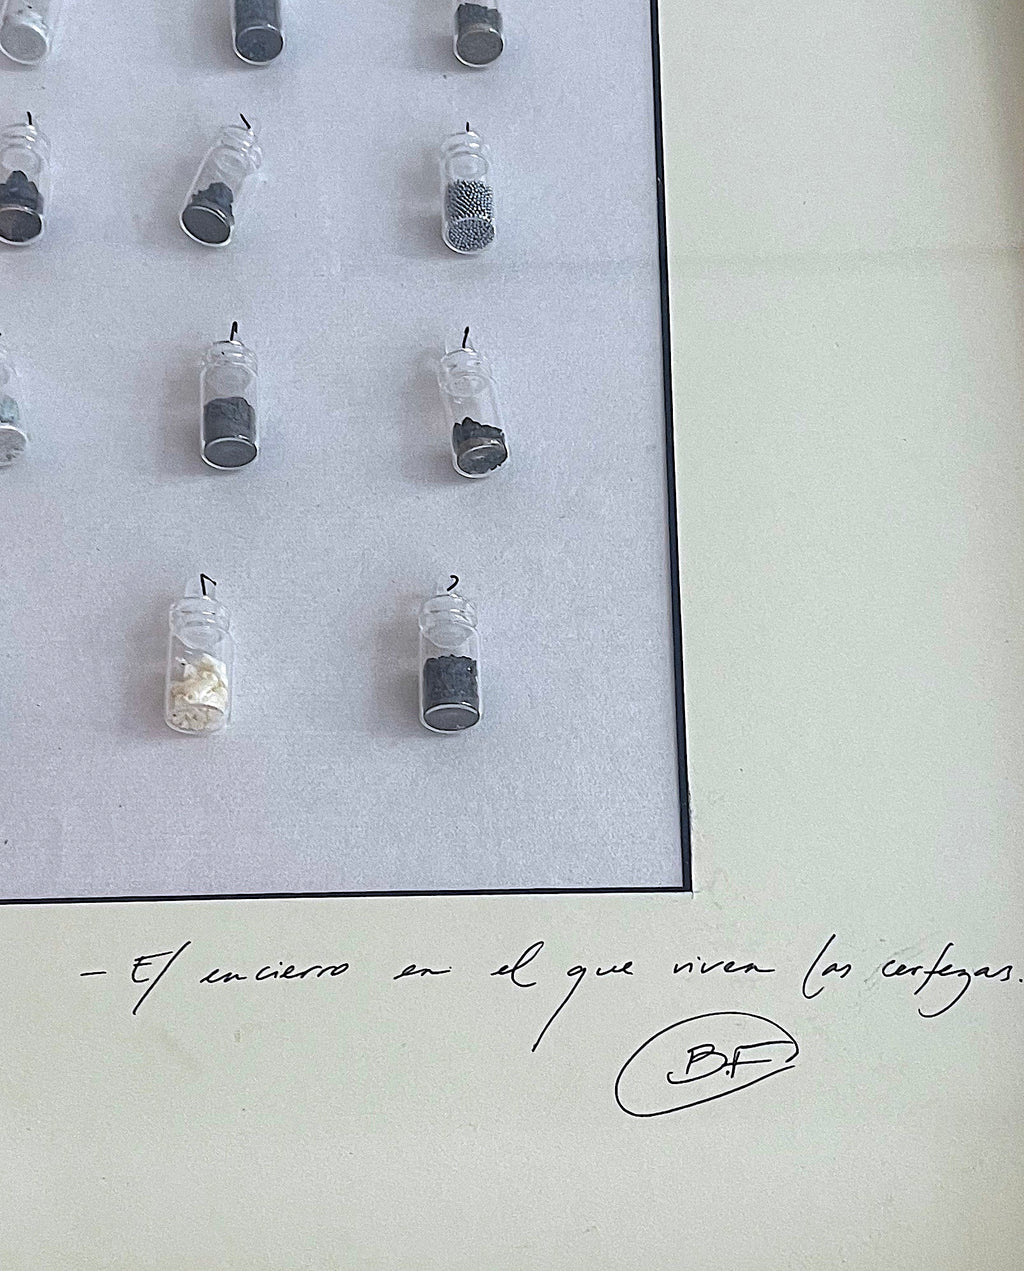 - El encierro en el que viven las certezas.
B.F